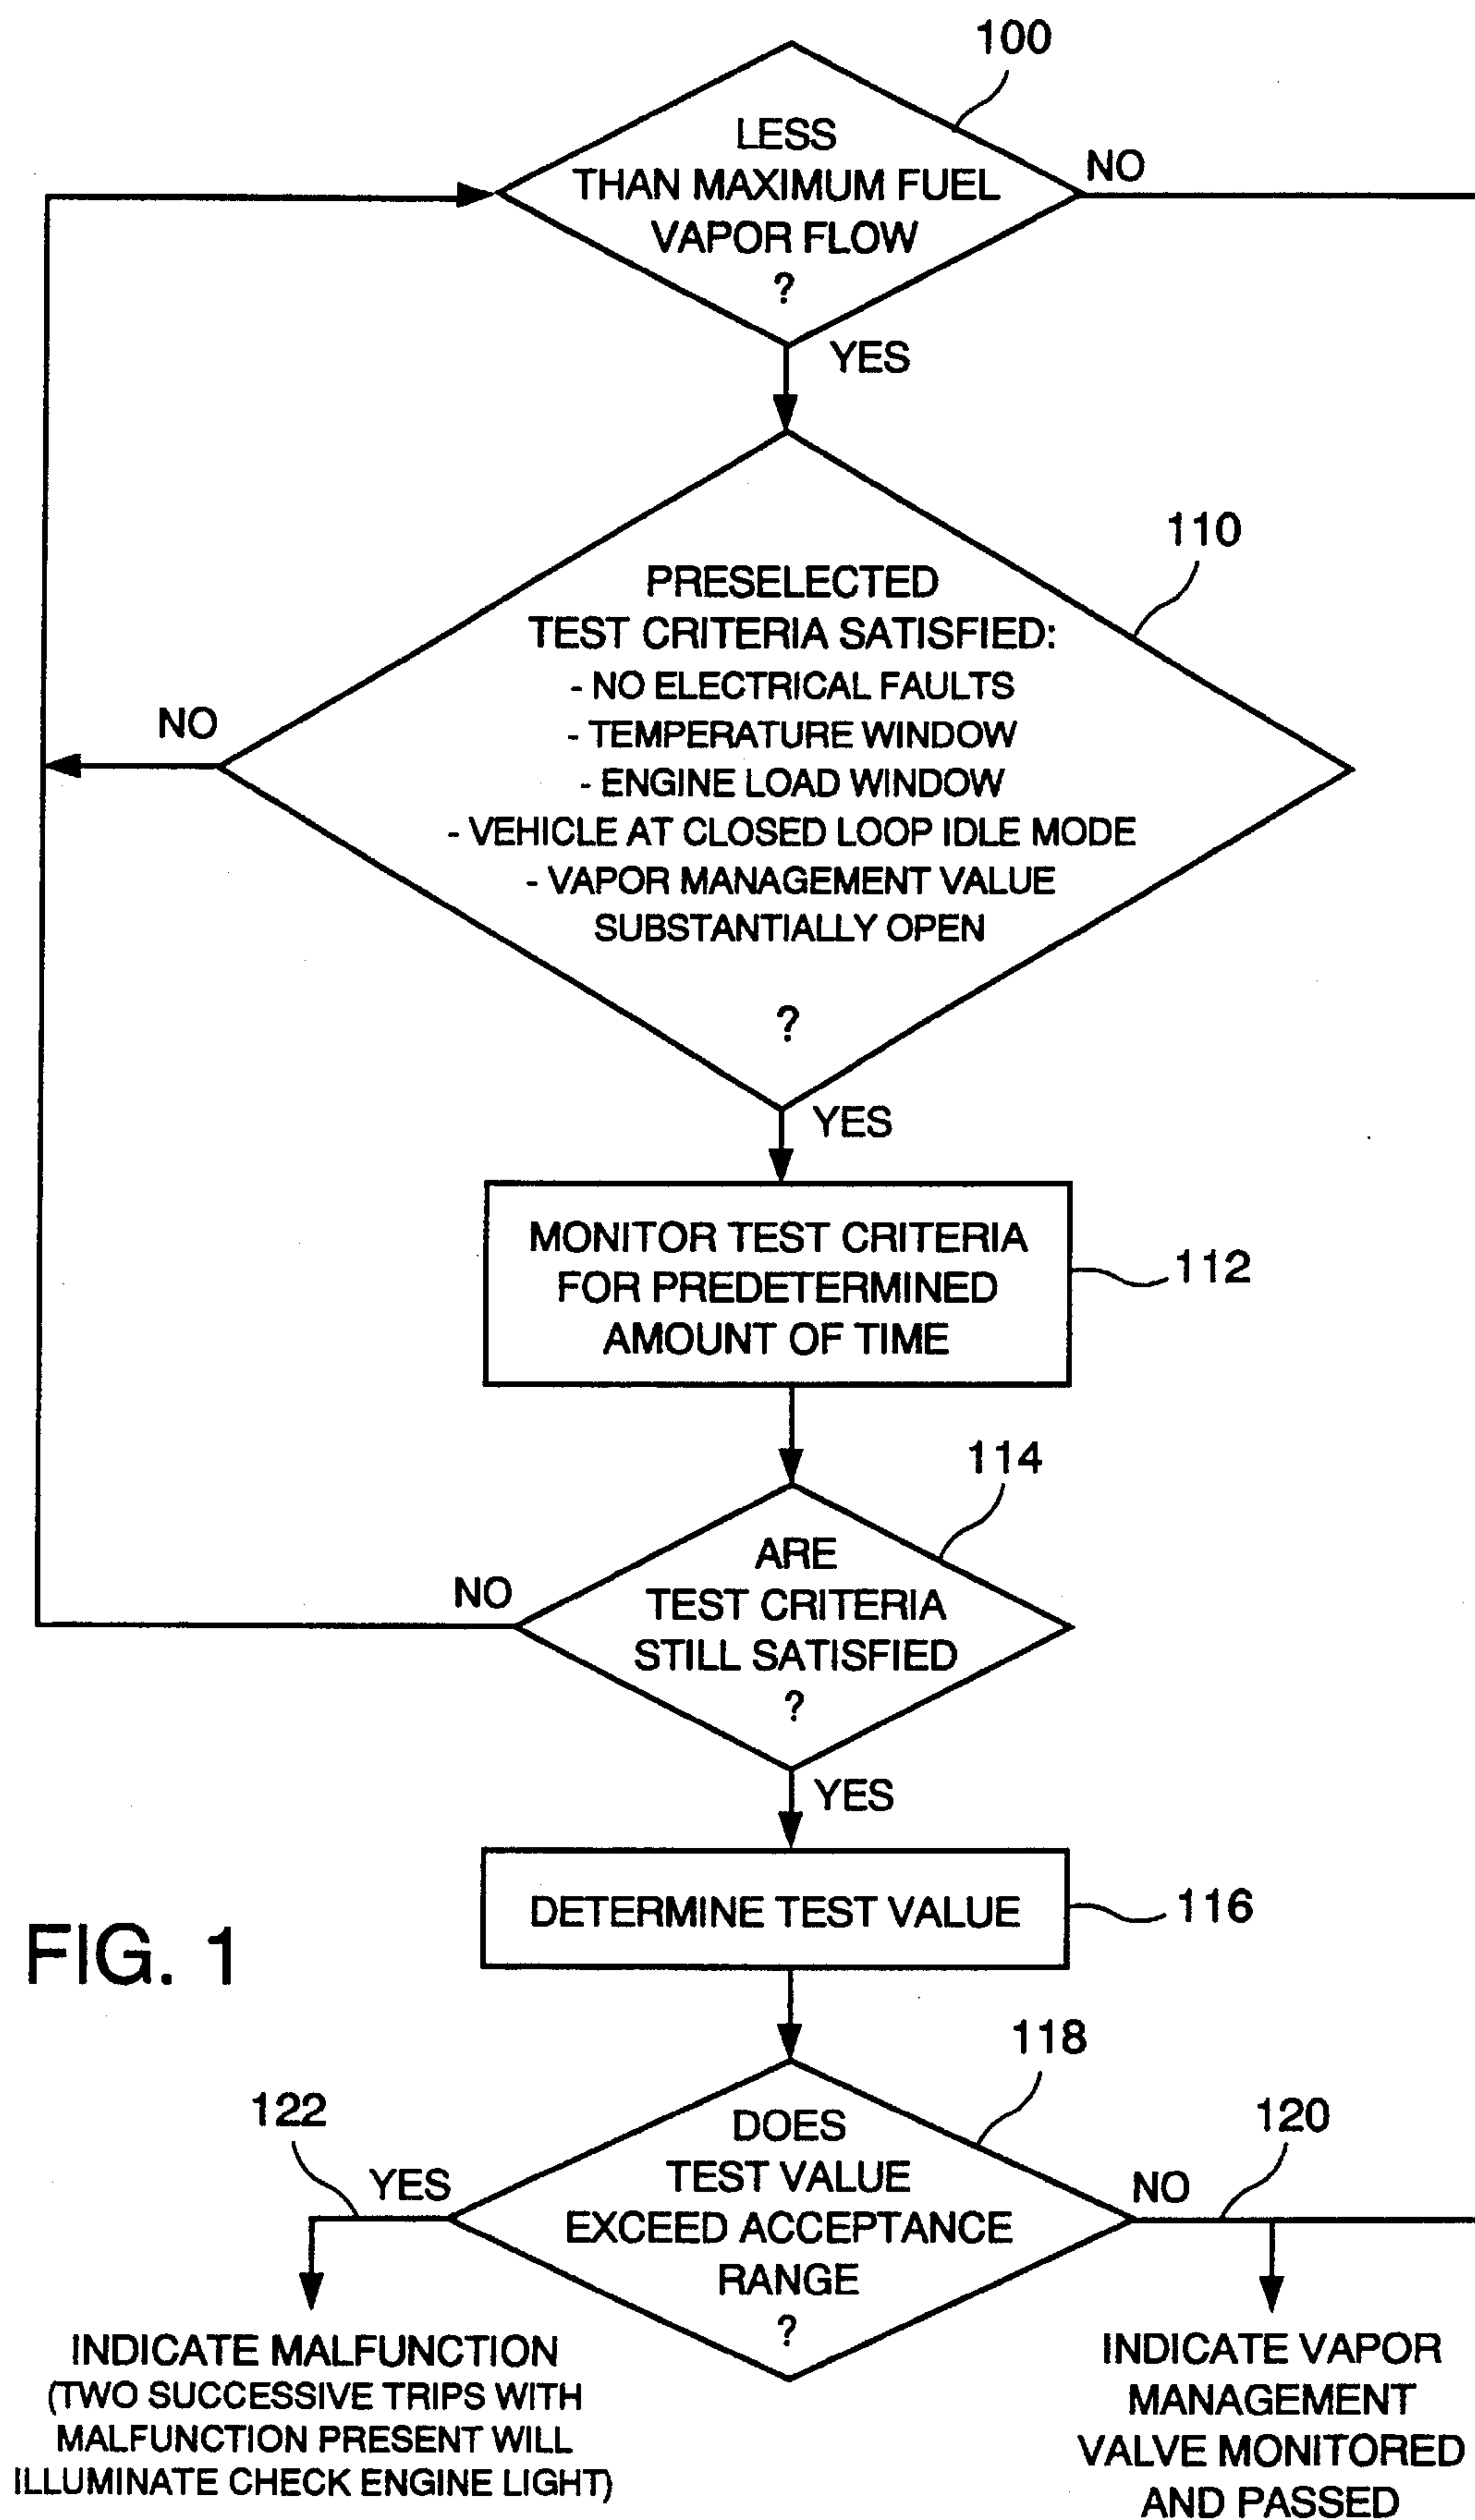 100
LESS
THAN MAXIMUM FUEL
VAPOR FLOW
?
NO
YES
110
PRESELECTED
TEST CRITERIA SATISFIED:
- NO ELECTRICAL FAULTS
- TEMPERATURE WINDOW
- ENGINE LOAD WINDOW
- VEHICLE AT CLOSED LOOP IDLE MODE
- VAPOR MANAGEMENT VALUE
SUBSTANTIALLY OPEN
?
NO
YES
MONITOR TEST CRITERIA
FOR PREDETERMINED
AMOUNT OF TIME
112
114
ARE
TEST CRITERIA
STILL SATISFIED
?
NO
YES
DETERMINE TEST VALUE
116
FIG. 1
118
DOES
TEST VALUE
EXCEED ACCEPTANCE
RANGE
?
122
YES
120
NO
INDICATE MALFUNCTION
(TWO SUCCESSIVE TRIPS WITH
MALFUNCTION PRESENT WILL
ILLUMINATE CHECK ENGINE LIGHT)
INDICATE VAPOR
MANAGEMENT
VALVE MONITORED
AND PASSED